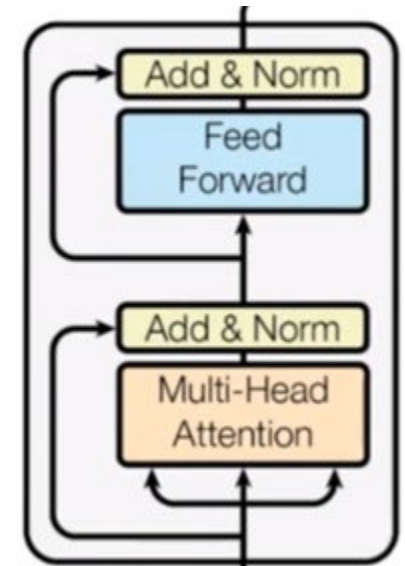 Add & Norm
Feed
Forward
Add & Norm
Multi-Head
Attention